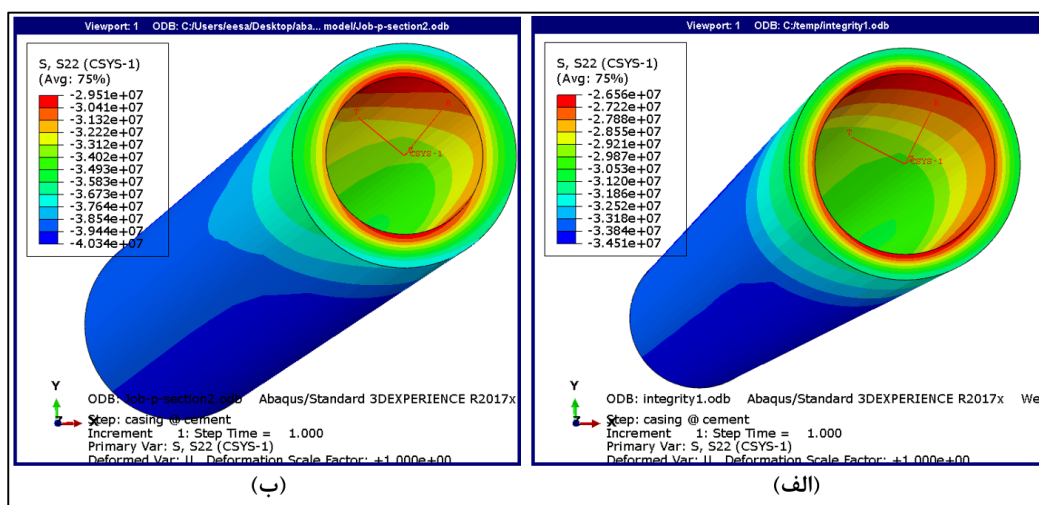 Viewport: 1 ODB: C:/Users/eesa/Desktop/aba... model/Job-p-section2.odb
S, S22 (CSYS-1)
(Avg: 75%)
-2.951e+07
-3.041e+07
-3.132e+07
-3.222e+07
-3.312e+07
-3.402e+07
-3.493e+07
-3.583e+07
-3.673e+07
-3.764e+07
-3.854e+07
-3.944e+07
-4.034e+07
T
R
CSYS-1
Y
Z X
ODB: Job-p-section2.odb Abaqus/Standard 3DEXPERIENCE R2017x
Step: casing @ cement
Increment 1: Step Time = 1.000
Primary Var: S, S22 (CSYS-1)
Deformed Var: U Deformation Scale Factor: +1.000e+00
(ب)
Viewport: 1 ODB: C:/temp/integrity1.odb
S, S22 (CSYS-1)
(Avg: 75%)
-2.656e+07
-2.722e+07
-2.788e+07
-2.855e+07
-2.921e+07
-2.987e+07
-3.053e+07
-3.120e+07
-3.186e+07
-3.252e+07
-3.318e+07
-3.384e+07
-3.451e+07
T
R
CSYS-1
Y
Z X
ODB: integrity1.odb Abaqus/Standard 3DEXPERIENCE R2017x We
Step: casing @ cement
Increment 1: Step Time = 1.000
Primary Var: S, S22 (CSYS-1)
Deformed Var: U Deformation Scale Factor: +1.000e+00
(الف)